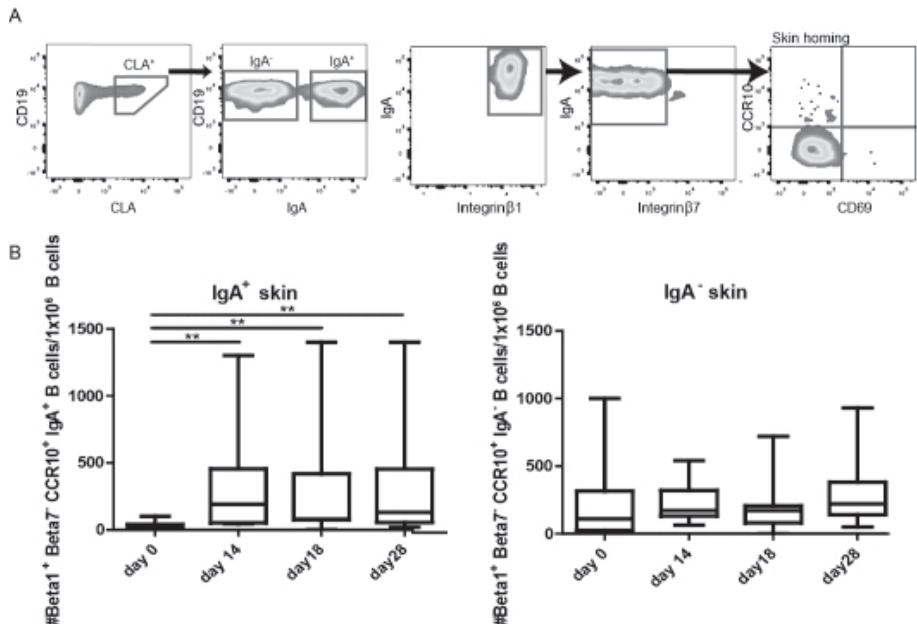 A
Skin homing
CLA⁺
IgA⁻ IgA⁺
CD19
CD19
IgA
IgA
CCR10
CLA
IgA
Integrinβ1
Integrinβ7
CD69
B
#Beta1⁺ Beta7⁻ CCR10⁺ IgA⁺ B cells/1x10⁶ B cells
IgA⁺ skin
**
**
**
1500
1000
500
0
day 0
day 14
day18
day28
#Beta1⁺ Beta7⁻ CCR10⁺ IgA⁻ B cells/1x10⁶ B cells
IgA⁻ skin
1500
1000
500
0
day 0
day 14
day18
day28